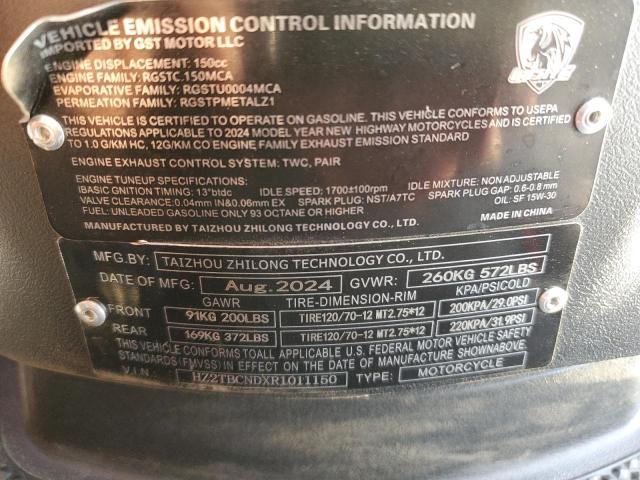 VEHICLE EMISSION CONTROL INFORMATION
IMPORTED BY GST MOTOR LLC
ENGINE DISPLACEMENT: 150cc
ENGINE FAMILY: RGSTC.150MCA
EVAPORATIVE FAMILY: RGSTU0004MCA
PERMEATION FAMILY: RGSTPMETALZ1
THIS VEHICLE IS CERTIFIED TO OPERATE ON GASOLINE. THIS VEHICLE CONFORMS TO USEPA
REGULATIONS APPLICABLE TO 2024 MODEL YEAR NEW HIGHWAY MOTORCYCLES AND IS CERTIFIED
TO 1.0 G/KM HC, 12G/KM CO ENGINE FAMILY EXHAUST EMISSION STANDARD
ENGINE EXHAUST CONTROL SYSTEM: TWC, PAIR
ENGINE TUNEUP SPECIFICATIONS:
IBASIC IGNITION TIMING: 13°btdc IDLE SPEED: 1700±100rpm IDLE MIXTURE: NON ADJUSTABLE
VALVE CLEARANCE: 0.04mm IN&0.06mm EX SPARK PLUG: NST/A7TC SPARK PLUG GAP: 0.6-0.8 mm
FUEL: UNLEADED GASOLINE ONLY 93 OCTANE OR HIGHER OIL: SF 15W-30
MANUFACTURED BY TAIZHOU ZHILONG TECHNOLOGY CO., LTD. MADE IN CHINA
MFG.BY: TAIZHOU ZHILONG TECHNOLOGY CO., LTD.
DATE OF MFG: Aug.2024 GVWR: 260KG 572LBS
GAWR TIRE-DIMENSION-RIM KPA/PSICOLD
FRONT 91KG 200LBS TIRE120/70-12 MT2.75*12 200KPA/29.0PSI
REAR 169KG 372LBS TIRE120/70-12 MT2.75*12 220KPA/31.9PSI
THIS VEHICLE CONFORMS TOALL APPLICABLE U.S. FEDERAL MOTOR VEHICLE SAFETY
STANDARDS (FMVSS) IN EFFECT ON THE DATE OF MANUFACTURE SHOWNABOVE
V.I.N.: HZ2TBCNDXR1011150 TYPE: MOTORCYCLE